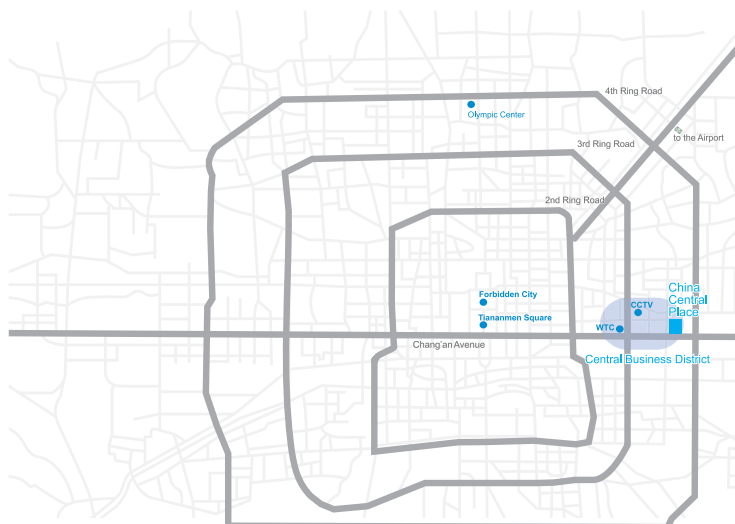 4th Ring Road
Olympic Center
to the Airport
3rd Ring Road
2nd Ring Road
China
Central
Place
Forbidden City
CCTV
Tiananmen Square
WTC
Chang'an Avenue
Central Business District